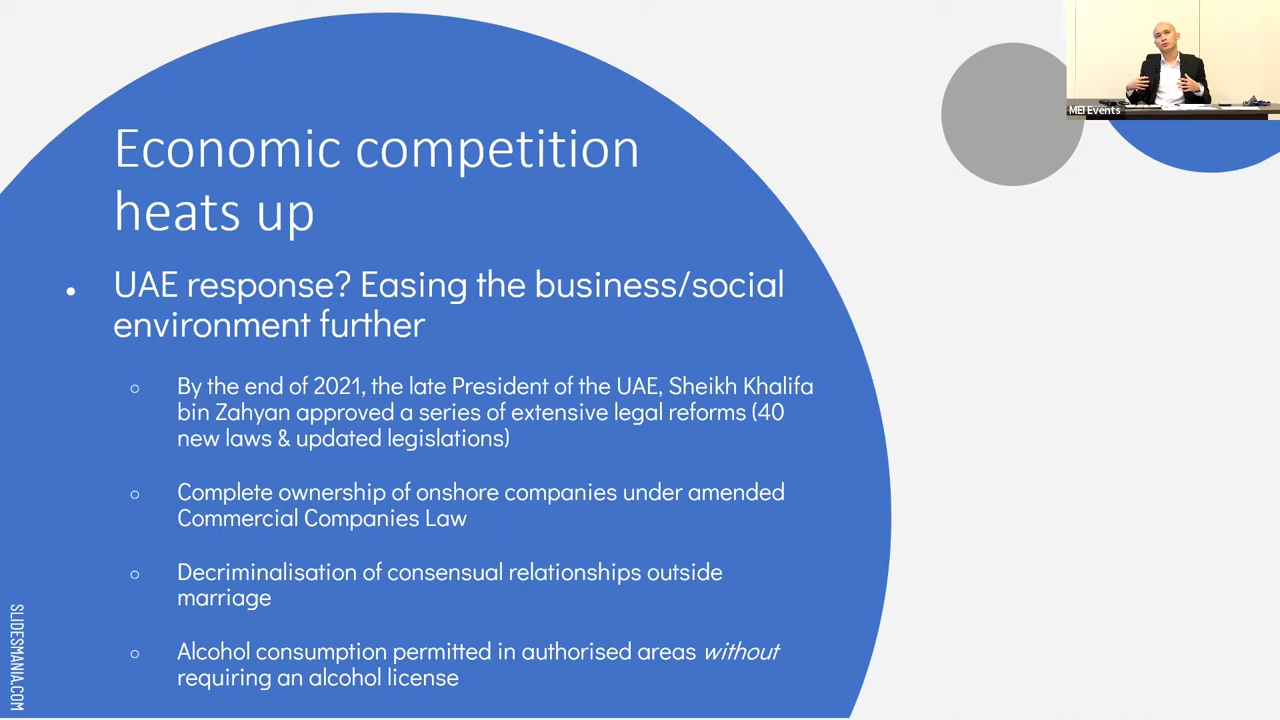 MEI Events
Economic competition
heats up
UAE response? Easing the business/social
environment further
By the end of 2021, the late President of the UAE, Sheikh Khalifa
bin Zahyan approved a series of extensive legal reforms (40
new laws & updated legislations)
Complete ownership of onshore companies under amended
Commercial Companies Law
Decriminalisation of consensual relationships outside
marriage
Alcohol consumption permitted in authorised areas without
requiring an alcohol license
SLIDESMANIA.COM